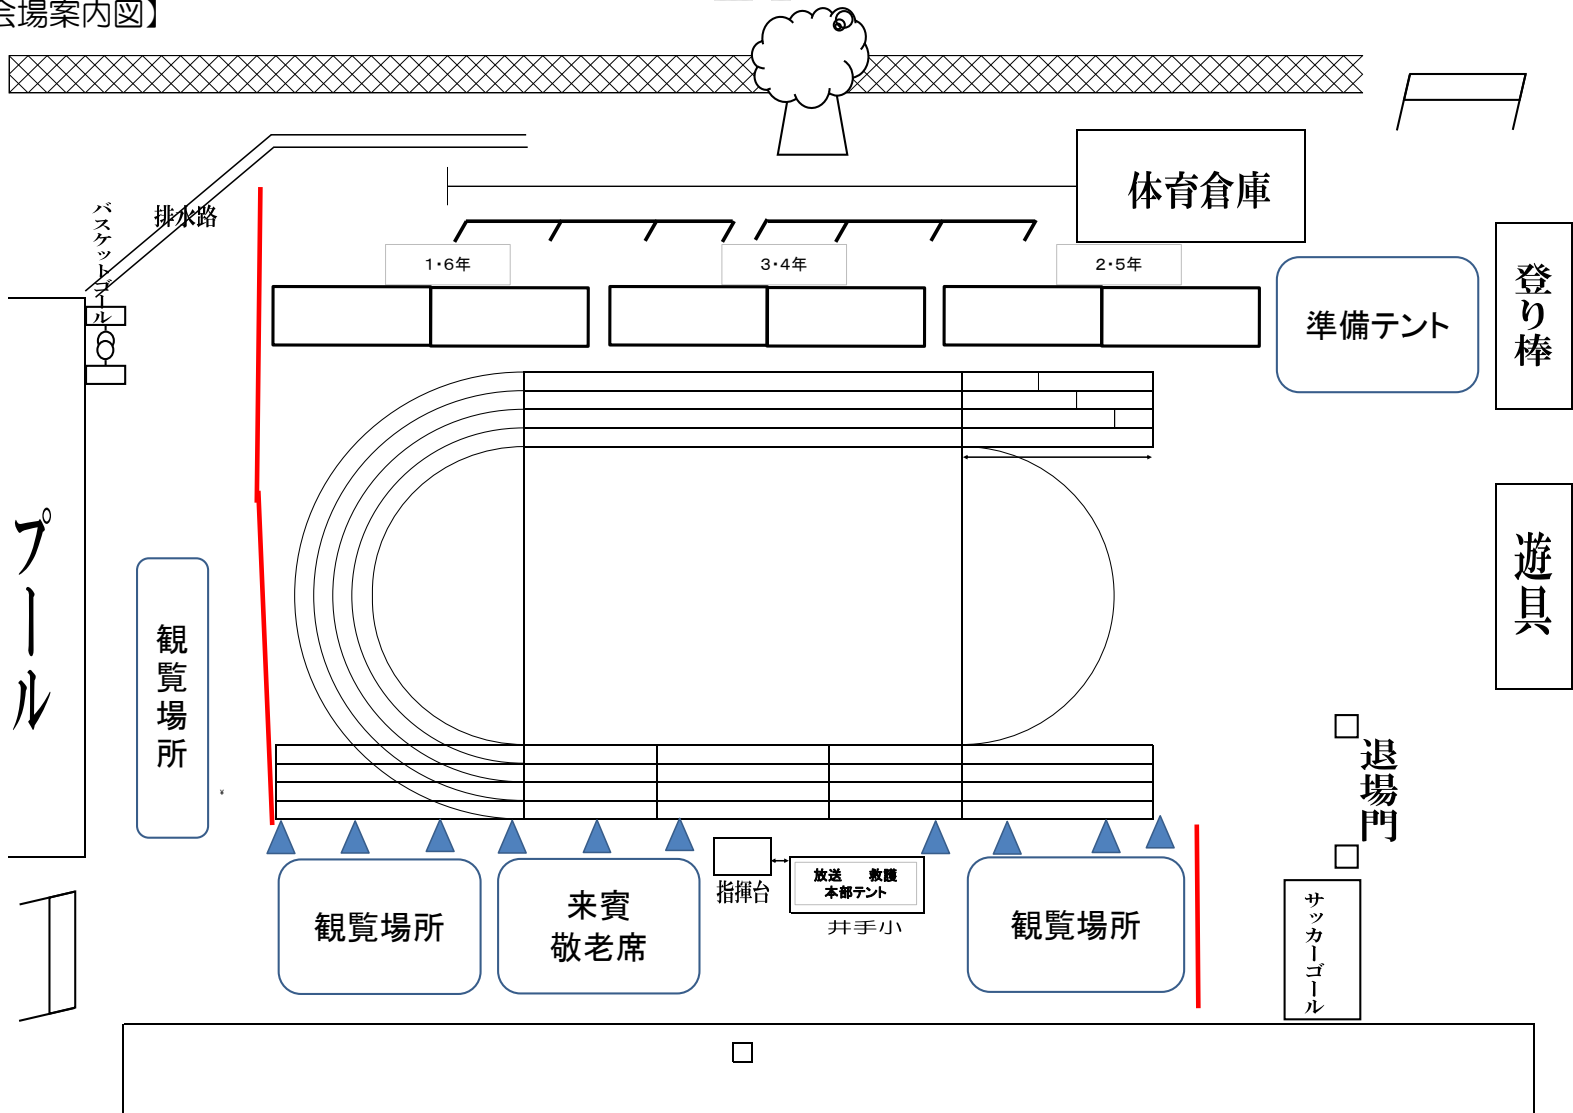 会場案内図】
体育倉庫
バスケットゴール
排水路
1・6年
3・4年
2・5年
準備テント
登り棒
プール
遊具
観覧場所
¥
退場門
指揮台
放送 救護
本部テント
井手小
観覧場所
来賓
敬老席
観覧場所
サッカーゴール